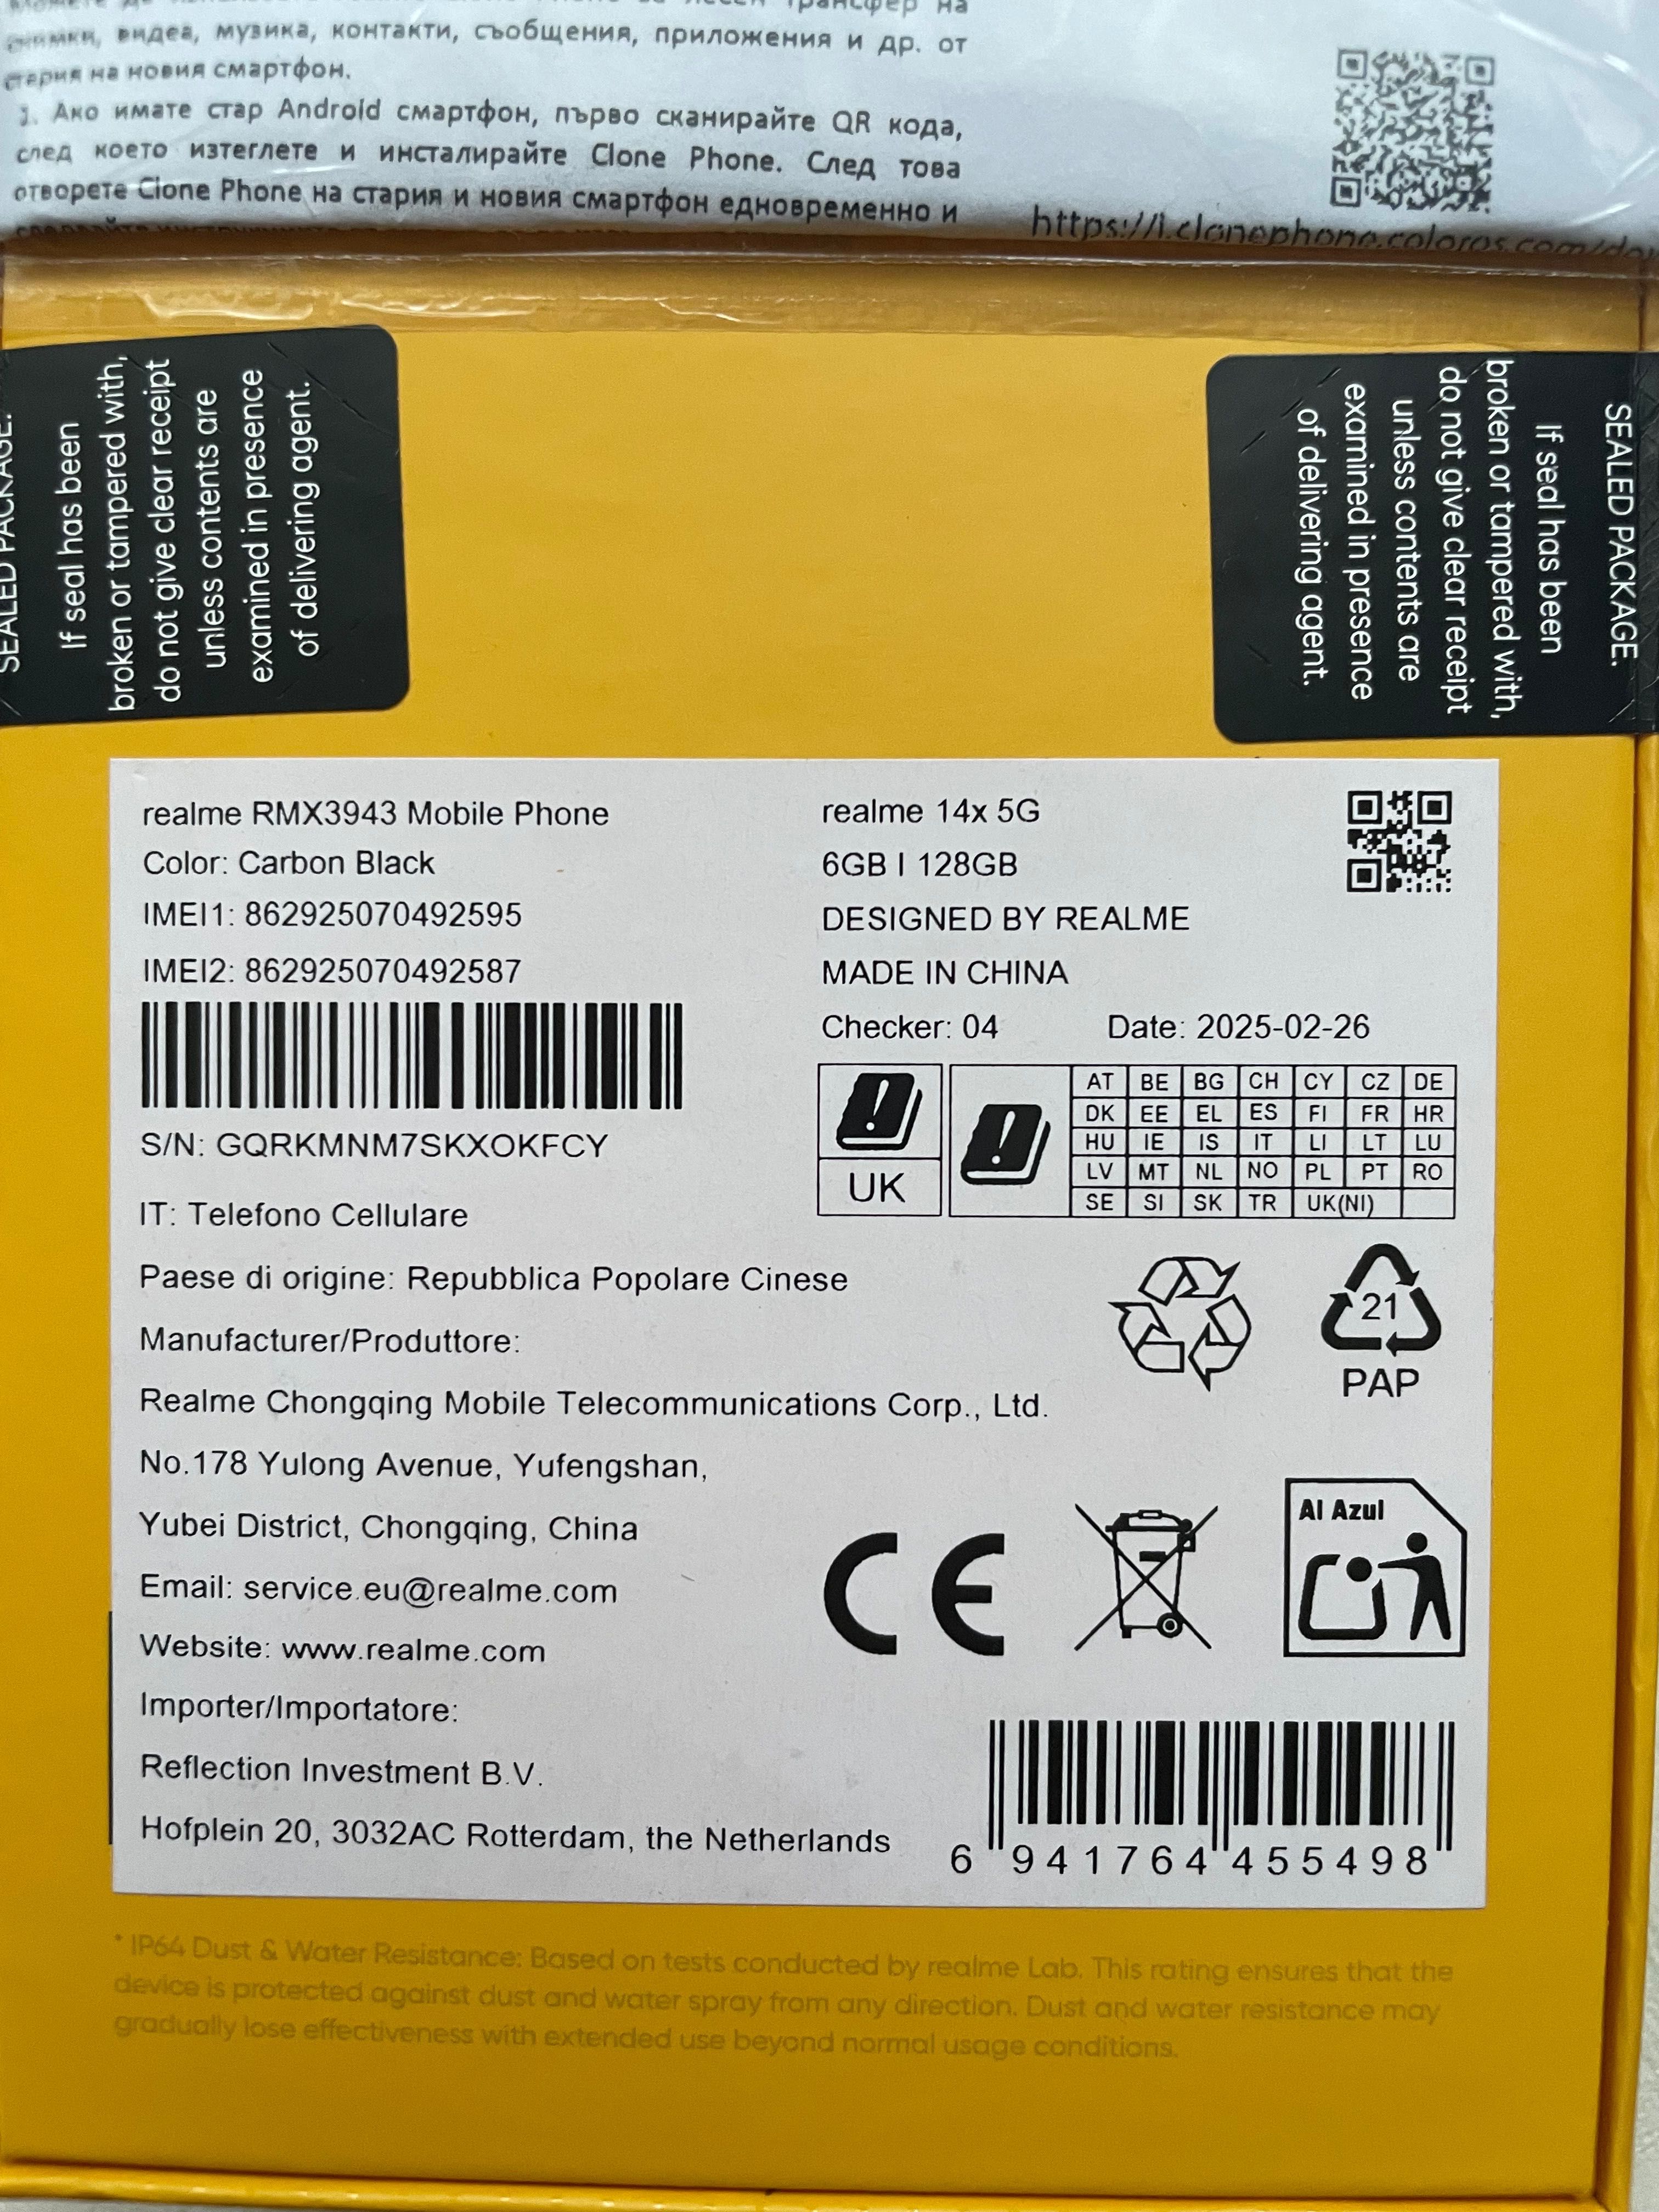 снимки, видеа, музика, контакти, съобщения, приложения и др. от
стария на новия смартфон.
1. Ако имате стар Android смартфон, първо сканирайте QR кода,
след което изтеглете и инсталирайте Clone Phone. След това
отворете Clone Phone на стария и новия смартфон едновременно и
https://i.clonephone.coloros.com/do
SEALED PACKAGE.
If seal has been
broken or tampered with,
do not give clear receipt
unless contents are
examined in presence
of delivering agent.
SEALED PACKAGE.
If seal has been
broken or tampered with,
do not give clear receipt
unless contents are
examined in presence
of delivering agent.
realme RMX3943 Mobile Phone
Color: Carbon Black
IMEI1: 862925070492595
IMEI2: 862925070492587
S/N: GQRKMNM7SKXOKFCY
realme 14x 5G
6GB I 128GB
DESIGNED BY REALME
MADE IN CHINA
Checker: 04 Date: 2025-02-26
UK
AT BE BG CH CY CZ DE
DK EE EL ES FI FR HR
HU IE IS IT LI LT LU
LV MT NL NO PL PT RO
SE SI SK TR UK(NI)
IT: Telefono Cellulare
Paese di origine: Repubblica Popolare Cinese
Manufacturer/Produttore:
Realme Chongqing Mobile Telecommunications Corp., Ltd.
No.178 Yulong Avenue, Yufengshan,
Yubei District, Chongqing, China
Email: service.eu@realme.com
Website: www.realme.com
Importer/Importatore:
Reflection Investment B.V.
Hofplein 20, 3032AC Rotterdam, the Netherlands
21
PAP
CE
Al Azul
6 941764 455498
* IP64 Dust & Water Resistance: Based on tests conducted by realme Lab. This rating ensures that the
device is protected against dust and water spray from any direction. Dust and water resistance may
gradually lose effectiveness with extended use beyond normal usage conditions.